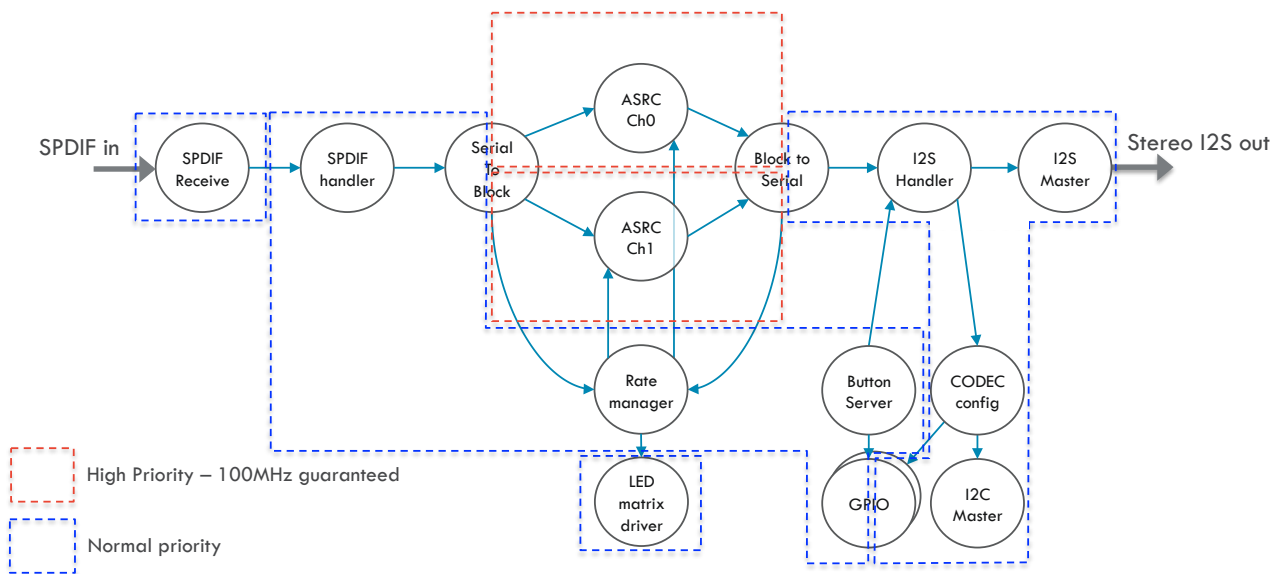 SPDIF in
SPDIF
Receive
SPDIF
handler
Serial
To
Block
ASRC
Ch0
ASRC
Ch1
Block to
Serial
I2S
Handler
I2S
Master
Stereo I2S out
Rate
manager
Button
Server
CODEC
config
LED
matrix
driver
GPIO
I2C
Master
High Priority – 100MHz guaranteed
Normal priority